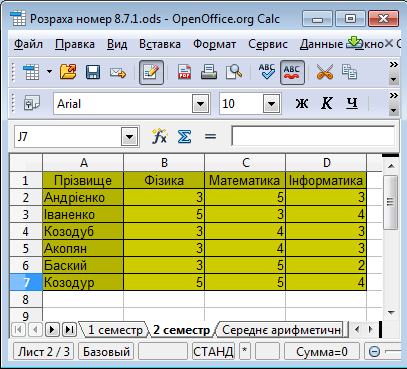 Розраха номер 8.7.1.ods - OpenOffice.org Calc
Файл Правка Вид Вставка Формат Сервис Данные Окно С
Arial 10 Ж К Ч
J7
A B C D
1 Прізвище Фізика Математика Інформатика
2 Андрієнко 3 5 3
3 Іваненко 5 3 4
4 Козодуб 3 4 3
5 Акопян 3 4 3
6 Баский 3 5 2
7 Козодур 5 5 4
8
9
1 семестр 2 семестр Середнє арифметичн
Лист 2 / 3 Базовый СТАНД * Сумма=0